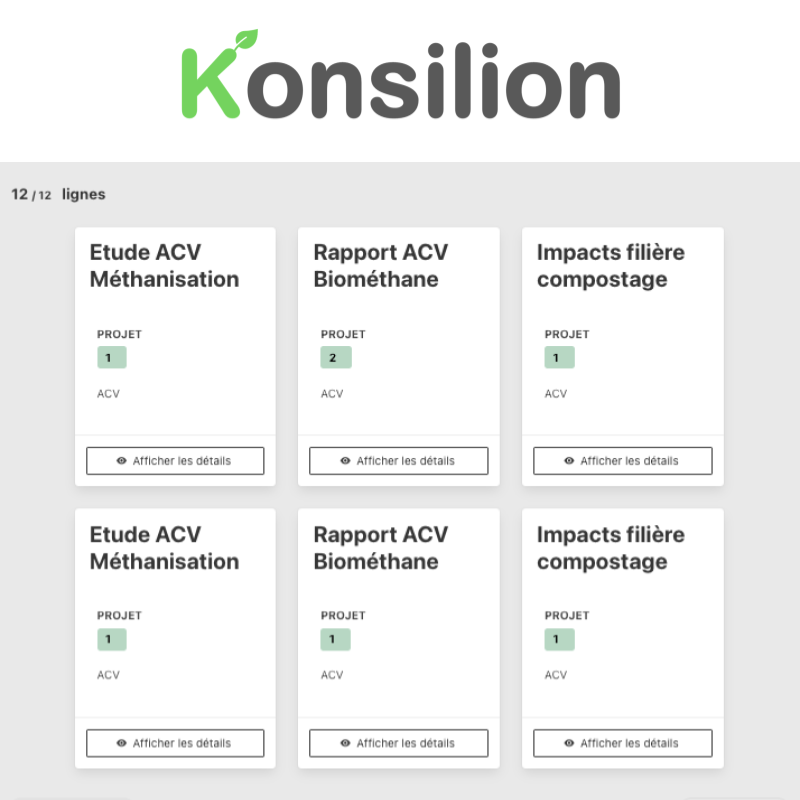 Konsilion
12 / 12 lignes
Etude ACV
Méthanisation
PROJET
1
ACV
Afficher les détails
Rapport ACV
Biométhane
PROJET
2
ACV
Afficher les détails
Impacts filière
compostage
PROJET
1
ACV
Afficher les détails
Etude ACV
Méthanisation
PROJET
1
ACV
Afficher les détails
Rapport ACV
Biométhane
PROJET
1
ACV
Afficher les détails
Impacts filière
compostage
PROJET
1
ACV
Afficher les détails